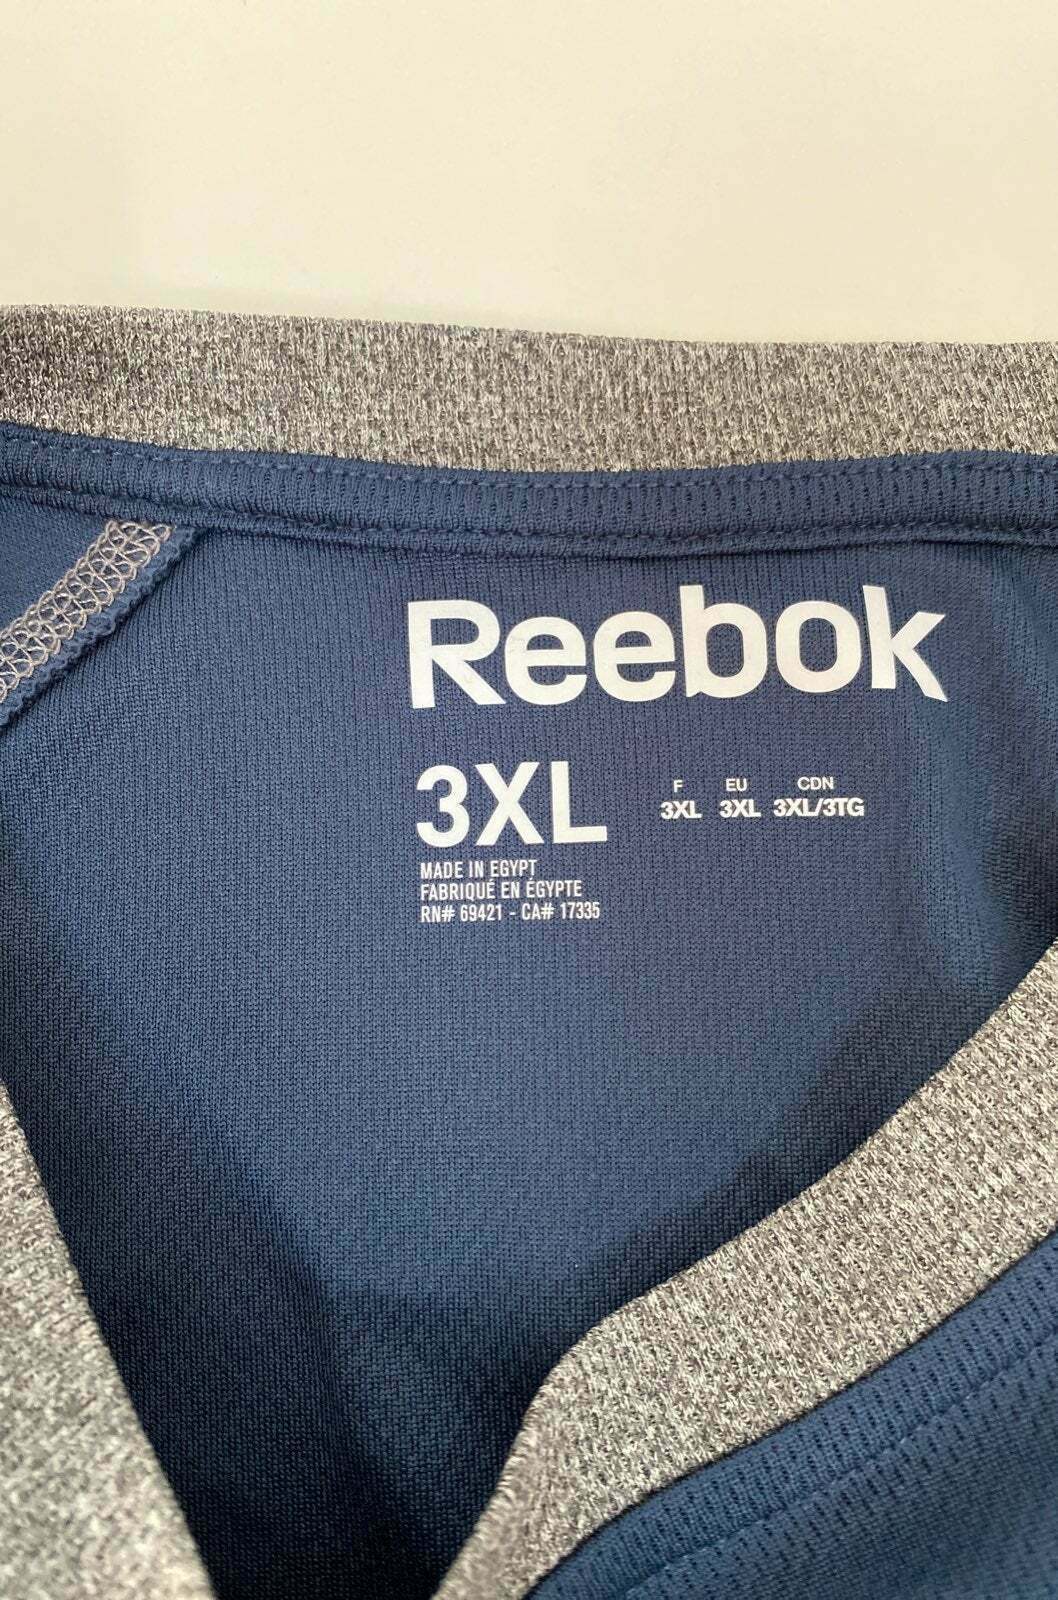 Reebok
3XL
F EU CDN
3XL 3XL 3XL/3TG
MADE IN EGYPT
FABRIQUÉ EN ÉGYPTE
RN# 69421 - CA# 17335